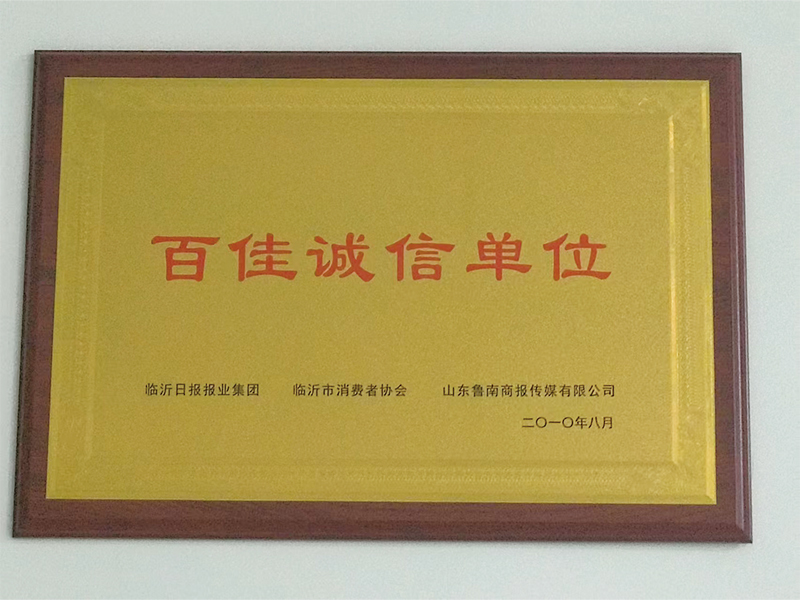 百佳诚信单位
临沂日报报业集团 临沂市消费者协会 山东鲁南商报传媒有限公司
二〇一〇年八月